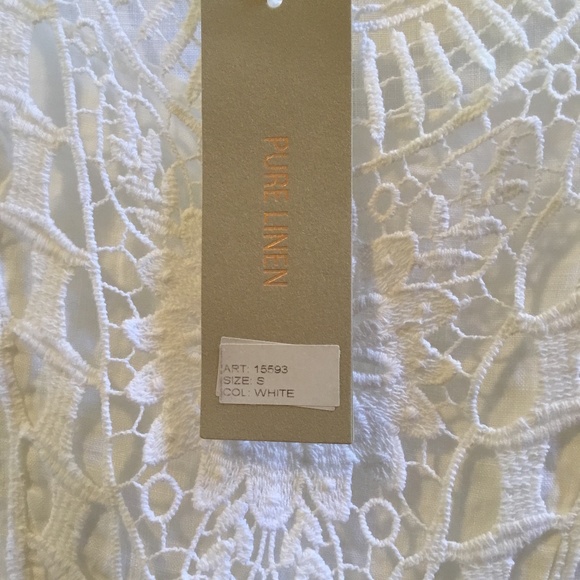 PURE LINEN
ART: 15593
SIZE: S
COL: WHITE